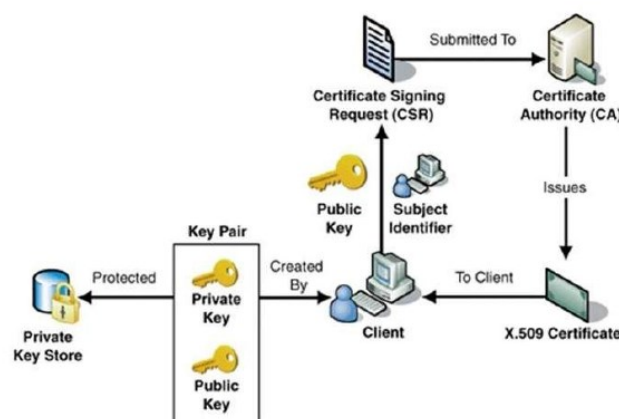 Submitted To
Certificate Signing
Request (CSR)
Certificate
Authority (CA)
Public
Key
Subject
Identifier
Issues
Key Pair
Protected
Private
Key
Created
By
To Client
Private
Key Store
Client
X.509 Certificate
Public
Key